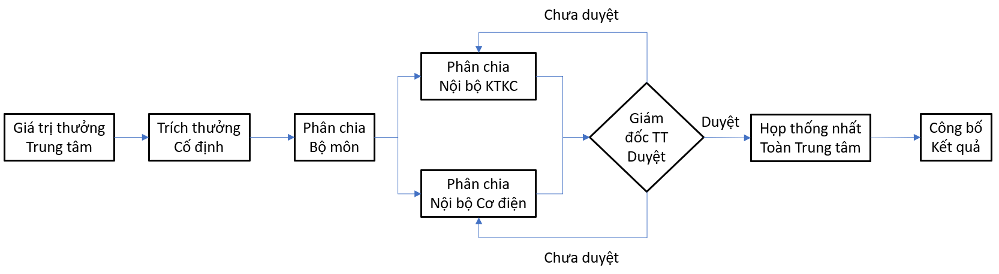 Giá trị thưởng
Trung tâm
Trích thưởng
Cố định
Phân chia
Bộ môn
Phân chia
Nội bộ KTKC
Phân chia
Nội bộ Cơ điện
Chưa duyệt
Chưa duyệt
Giám
đốc TT
Duyệt
Duyệt
Họp thống nhất
Toàn Trung tâm
Công bố
Kết quả